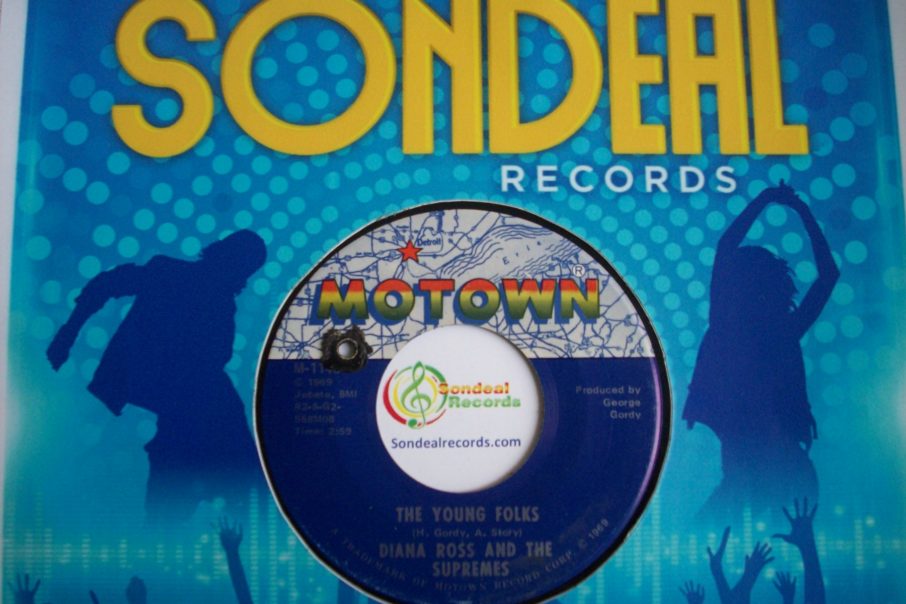 SONDEAL
RECORDS
Detroit
MOTOWN®
© 1969
Jobete, BMI
Time: 2:59
Sondeal
Records
Sondealrecords.com
Produced by
George
Gordy
THE YOUNG FOLKS
(H. Gordy, A. Story)
DIANA ROSS AND THE
SUPREMES
A TRADEMARK OF MOTOWN RECORD CORP. © 1969